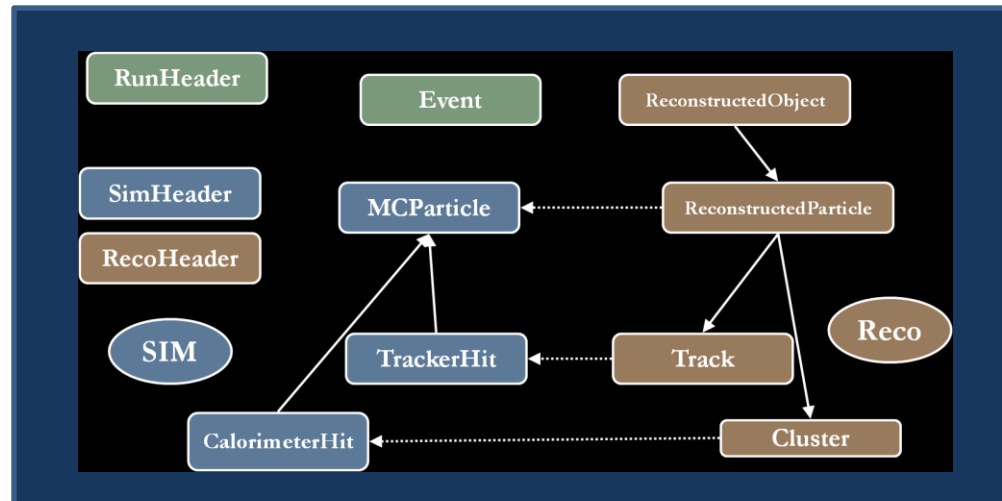 RunHeader
Event
ReconstructedObject
SimHeader
MCParticle
ReconstructedParticle
RecoHeader
SIM
TrackerHit
Track
Reco
CalorimeterHit
Cluster